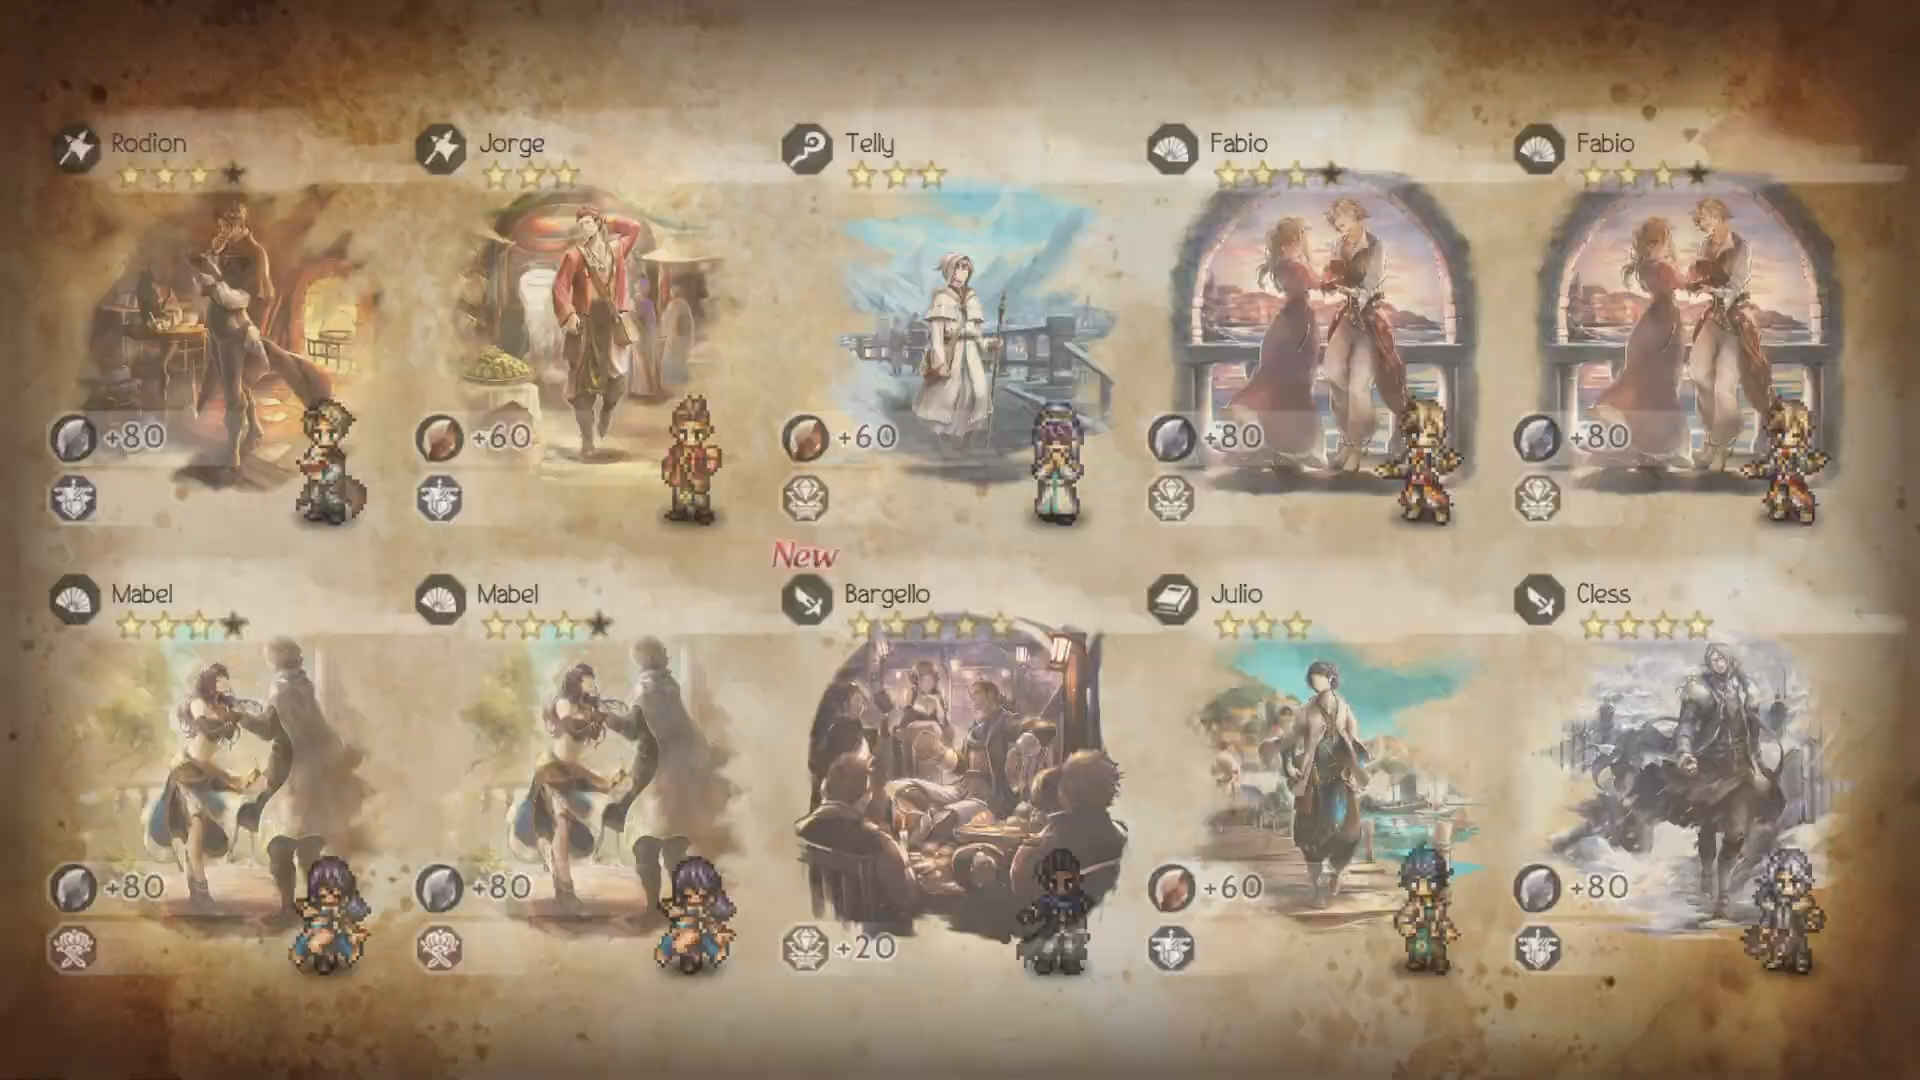 Rodion
Jorge
Telly
Fabio
Fabio
+80
+60
+60
+80
+80
New
Mabel
Mabel
Bargello
Julio
Cless
+80
+80
+20
+60
+80